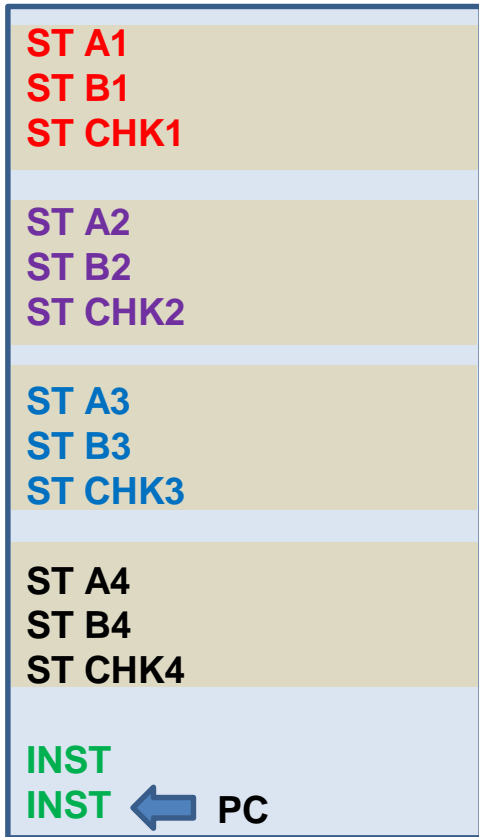 ST A1
ST B1
ST CHK1
ST A2
ST B2
ST CHK2
ST A3
ST B3
ST CHK3
ST A4
ST B4
ST CHK4
INST
INST PC